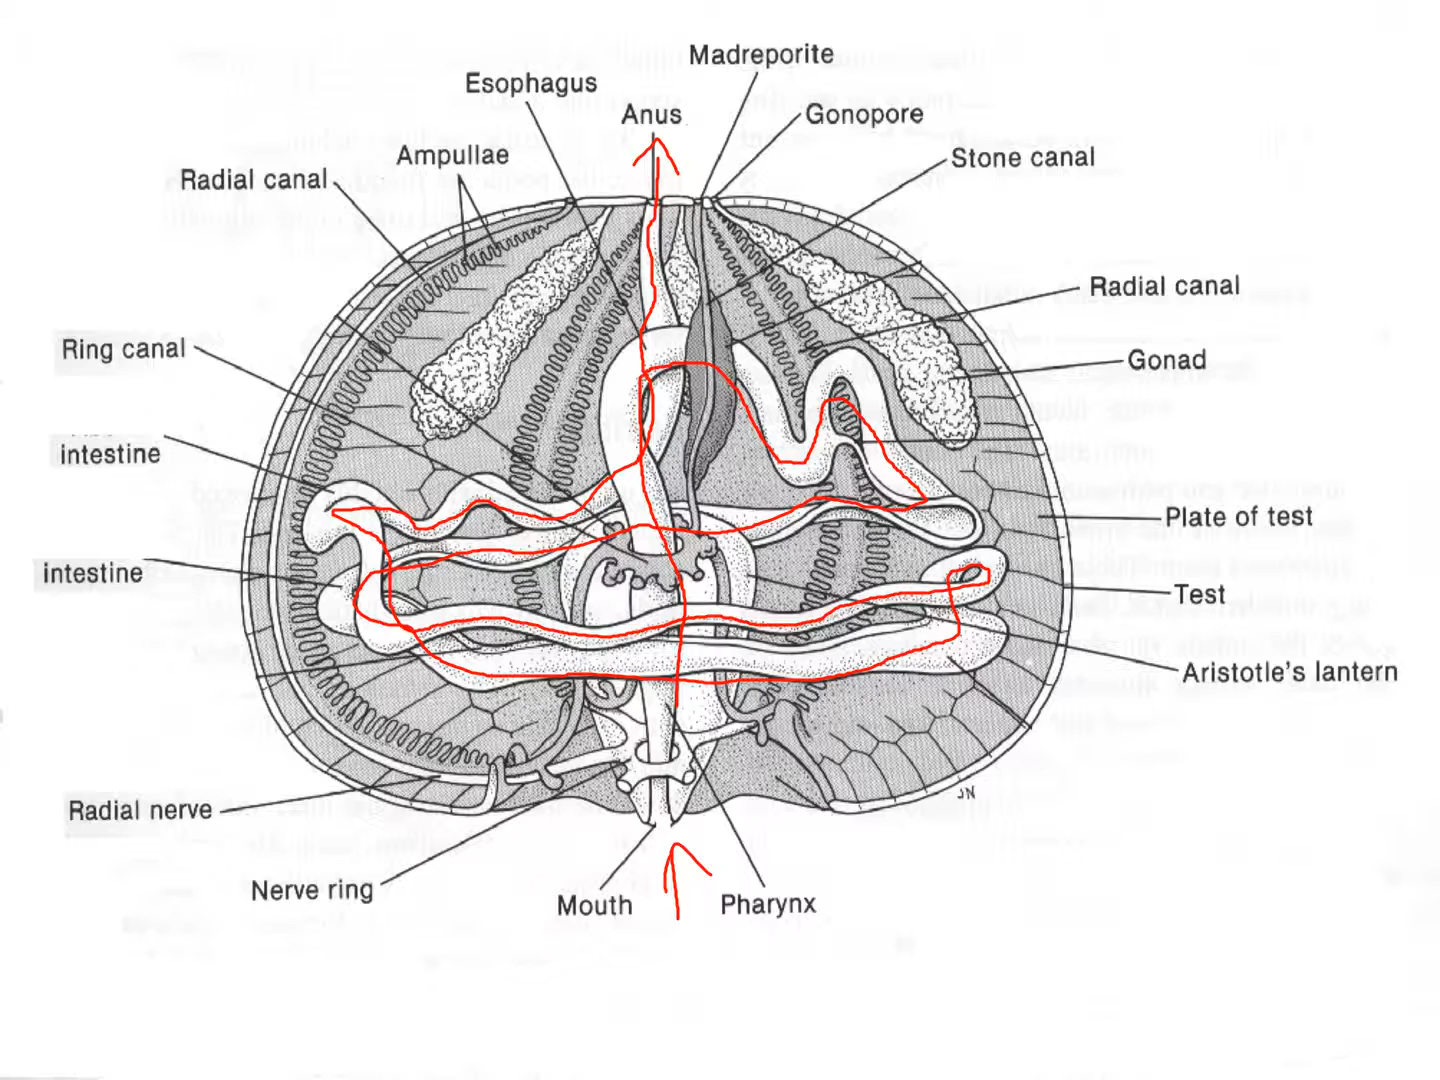 Madreporite
Esophagus
Anus
Gonopore
Ampullae
Stone canal
Radial canal
Radial canal
Ring canal
Gonad
intestine
Plate of test
intestine
Test
Aristotle's lantern
JN
Radial nerve
Nerve ring
Mouth
Pharynx